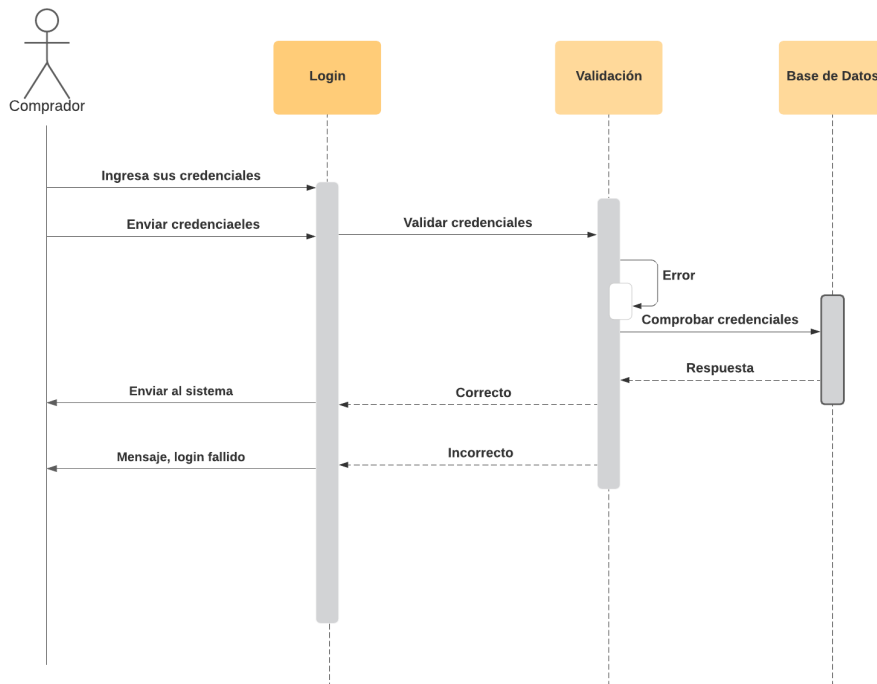 Comprador
Login
Validación
Base de Datos
Ingresa sus credenciales
Enviar credenciaeles
Validar credenciales
Error
Comprobar credenciales
Respuesta
Enviar al sistema
Correcto
Mensaje, login fallido
Incorrecto